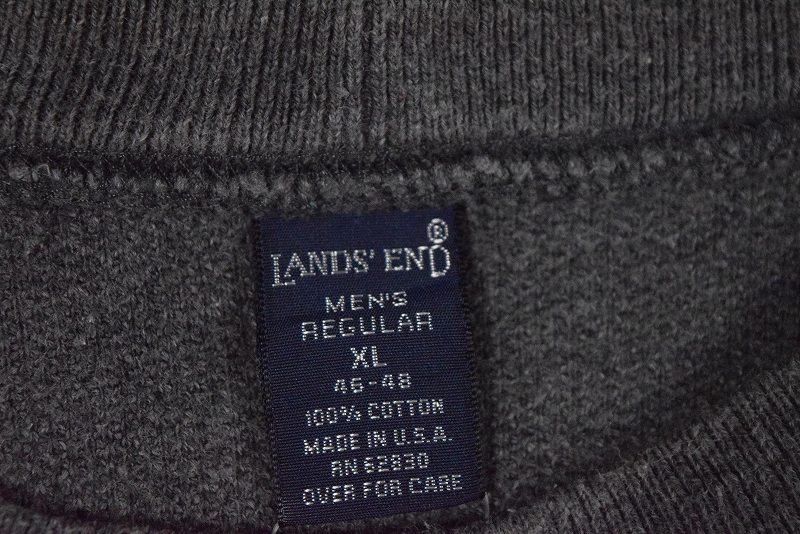 LANDS' END®
MEN'S
REGULAR
XL
46-48
100% COTTON
MADE IN U.S.A.
RN 62830
OVER FOR CARE